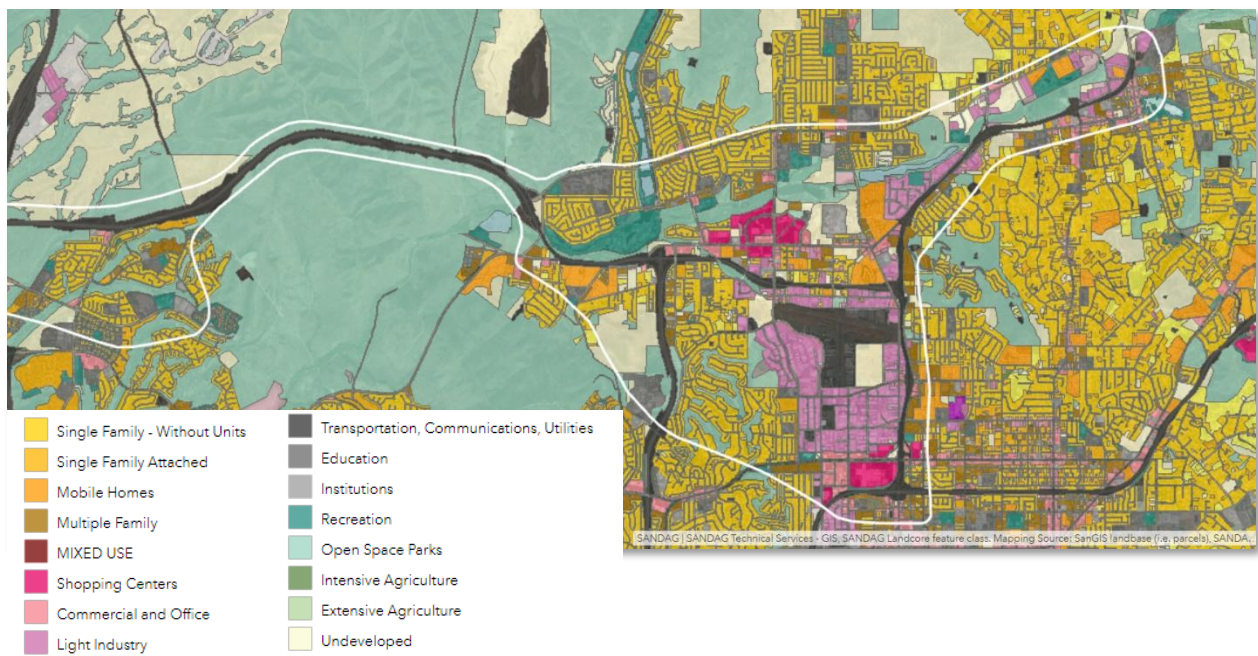 SANDAG | SANDAG Technical Services - GIS, SANDAG Landcore feature class. Mapping Source: SanGIS landbase (i.e. parcels), SANDA..
Single Family - Without Units
Single Family Attached
Mobile Homes
Multiple Family
MIXED USE
Shopping Centers
Commercial and Office
Light Industry
Transportation, Communications, Utilities
Education
Institutions
Recreation
Open Space Parks
Intensive Agriculture
Extensive Agriculture
Undeveloped